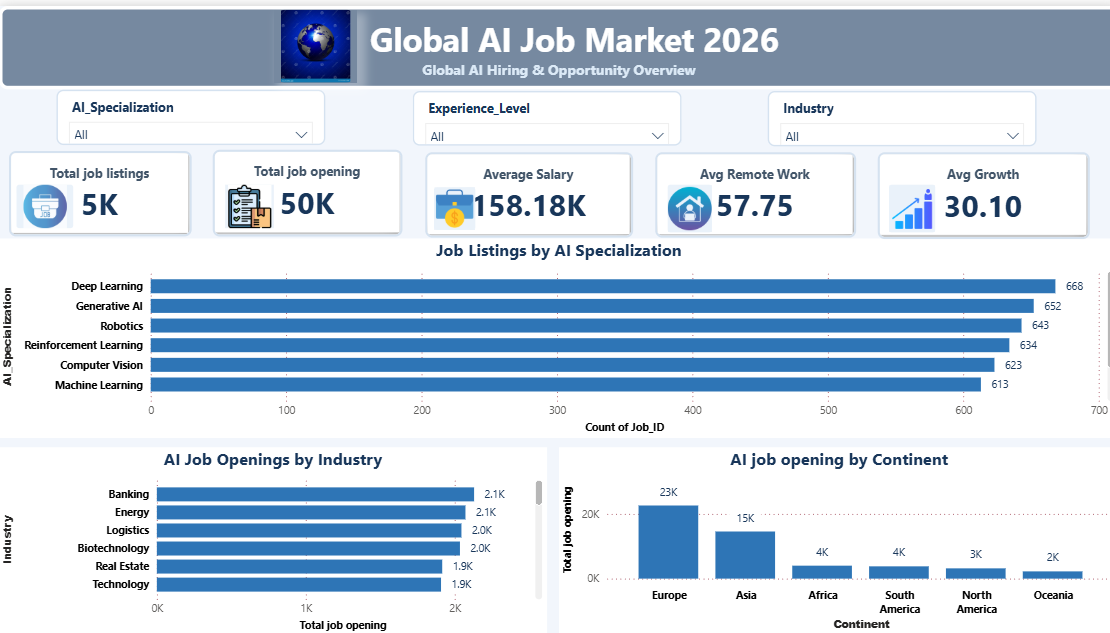 Global AI Job Market 2026
Global AI Hiring & Opportunity Overview
AI_Specialization
All
Experience_Level
All
Industry
All
Total job listings
JOB
5K
Total job opening
50K
Average Salary
$
158.18K
Avg Remote Work
57.75
Avg Growth
30.10
Job Listings by AI Specialization
AI_Specialization
Deep Learning 668
Generative AI 652
Robotics 643
Reinforcement Learning 634
Computer Vision 623
Machine Learning 613
0 100 200 300 400 500 600 700
Count of Job_ID
AI Job Openings by Industry
Industry
Banking 2.1K
Energy 2.1K
Logistics 2.0K
Biotechnology 2.0K
Real Estate 1.9K
Technology 1.9K
0K 1K 2K
Total job opening
AI job opening by Continent
Total job opening
20K
0K
23K 15K 4K 4K 3K 2K
Europe Asia Africa South America North America Oceania
Continent